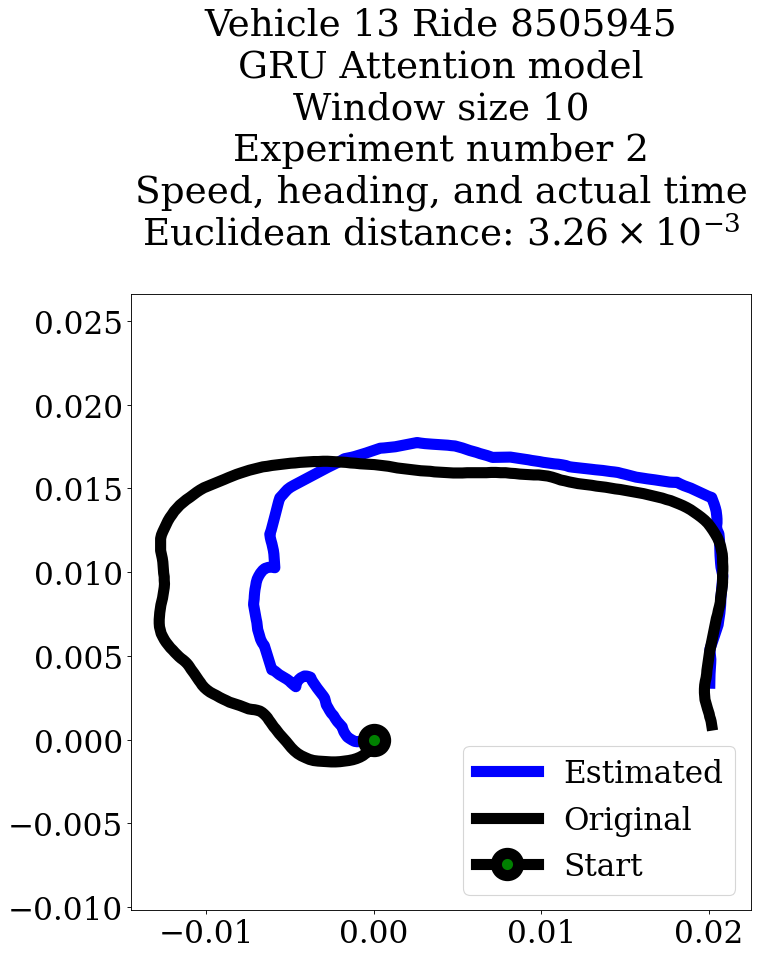 Vehicle 13 Ride 8505945
GRU Attention model
Window size 10
Experiment number 2
Speed, heading, and actual time
Euclidean distance: 3.26 × 10⁻³
0.025
0.020
0.015
0.010
0.005
0.000
−0.005
−0.010
Estimated
Original
Start
−0.01
0.00
0.01
0.02